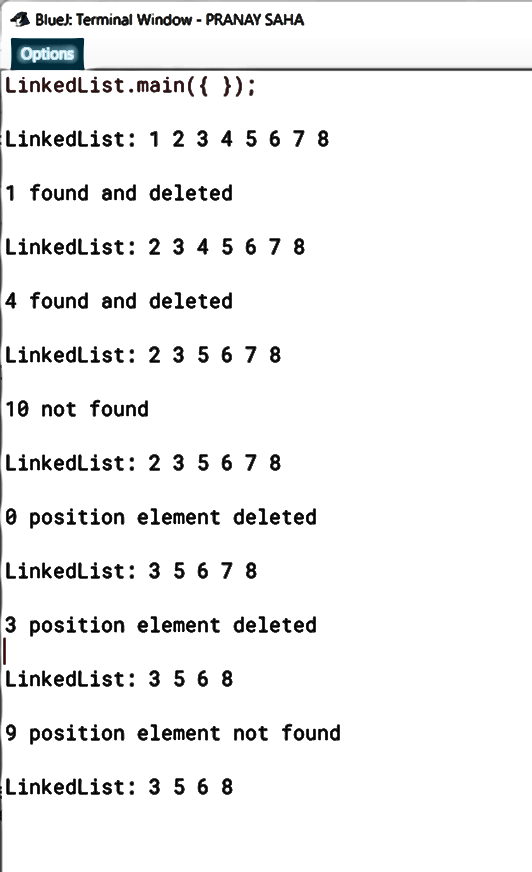 BlueJ: Terminal Window - PRANAY SAHA
Options
LinkedList.main({ });
LinkedList: 1 2 3 4 5 6 7 8
1 found and deleted
LinkedList: 2 3 4 5 6 7 8
4 found and deleted
LinkedList: 2 3 5 6 7 8
10 not found
LinkedList: 2 3 5 6 7 8
0 position element deleted
LinkedList: 3 5 6 7 8
3 position element deleted
LinkedList: 3 5 6 8
9 position element not found
LinkedList: 3 5 6 8